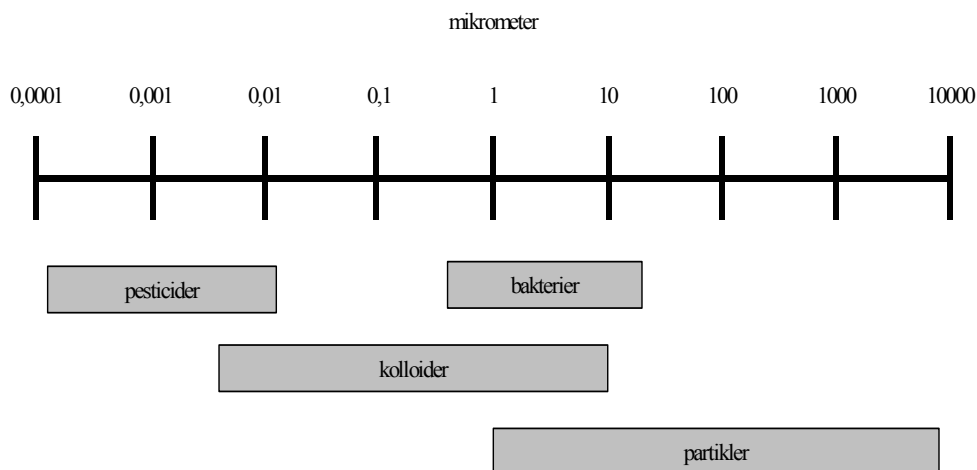 mikrometer
0,0001 0,001 0,01 0,1 1 10 100 1000 10000
pesticider bakterier
kolloider
partikler